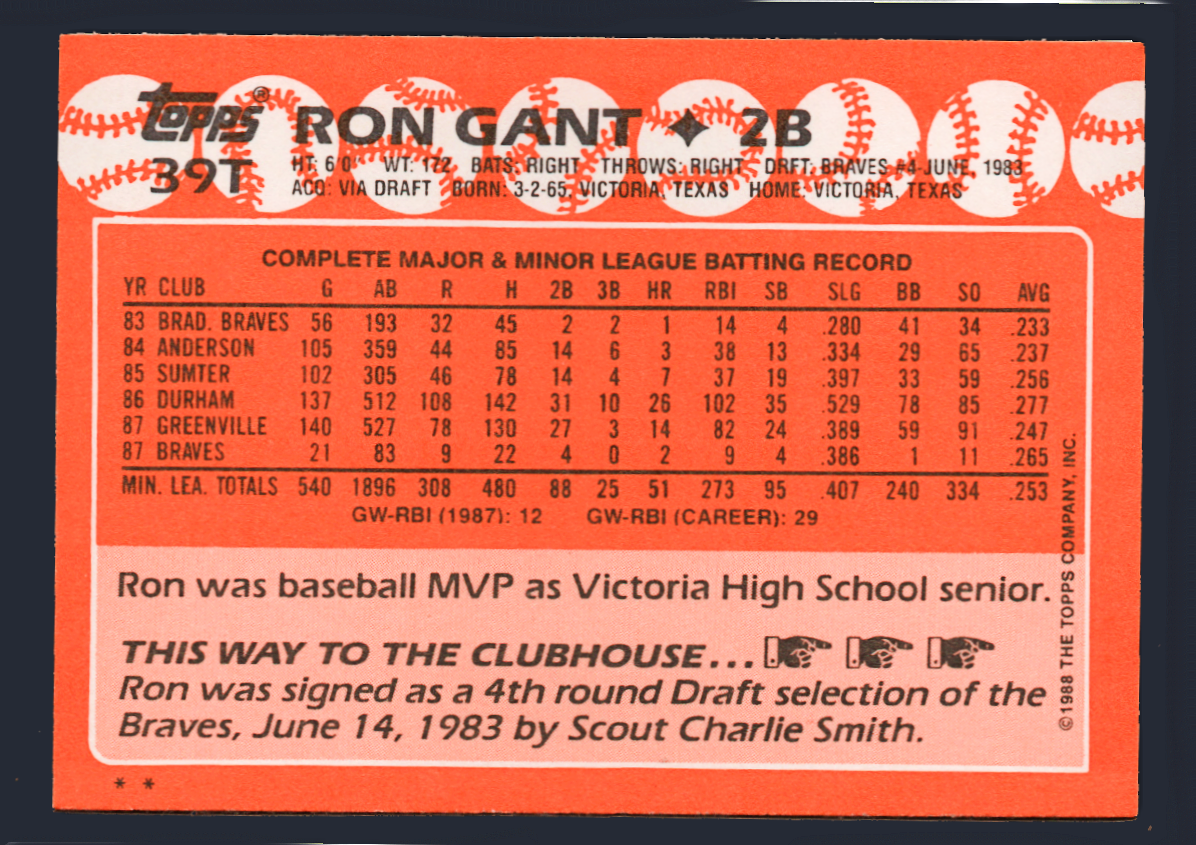 topps® RON GANT ✦ 2B
39T
HT: 6'0" WT: 172 BATS: RIGHT THROWS: RIGHT DRFT: BRAVES #4-JUNE, 1983
ACQ: VIA DRAFT BORN: 3-2-65, VICTORIA, TEXAS HOME: VICTORIA, TEXAS
COMPLETE MAJOR & MINOR LEAGUE BATTING RECORD
YR CLUB G AB R H 2B 3B HR RBI SB SLG BB SO AVG
83 BRAD. BRAVES 56 193 32 45 2 2 1 14 4 .280 41 34 .233
84 ANDERSON 105 359 44 85 14 6 3 38 13 .334 29 65 .237
85 SUMTER 102 305 46 78 14 4 7 37 19 .397 33 59 .256
86 DURHAM 137 512 108 142 31 10 26 102 35 .529 78 85 .277
87 GREENVILLE 140 527 78 130 27 3 14 82 24 .389 59 91 .247
87 BRAVES 21 83 9 22 4 0 2 9 4 .386 1 11 .265
MIN. LEA. TOTALS 540 1896 308 480 88 25 51 273 95 .407 240 334 .253
GW-RBI (1987): 12 GW-RBI (CAREER): 29
Ron was baseball MVP as Victoria High School senior.
THIS WAY TO THE CLUBHOUSE...
Ron was signed as a 4th round Draft selection of the
Braves, June 14, 1983 by Scout Charlie Smith.
©1988 THE TOPPS COMPANY, INC.
* *